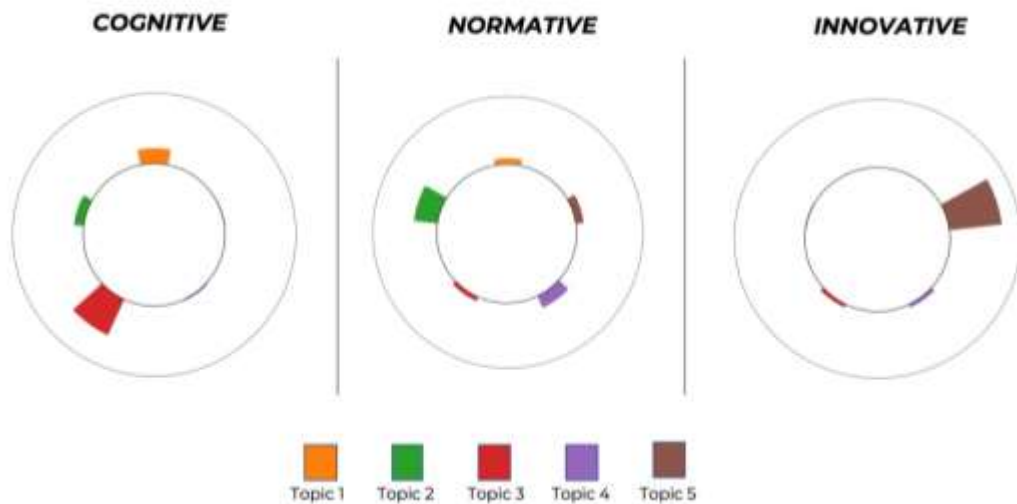 COGNITIVE
NORMATIVE
INNOVATIVE
Topic 1
Topic 2
Topic 3
Topic 4
Topic 5